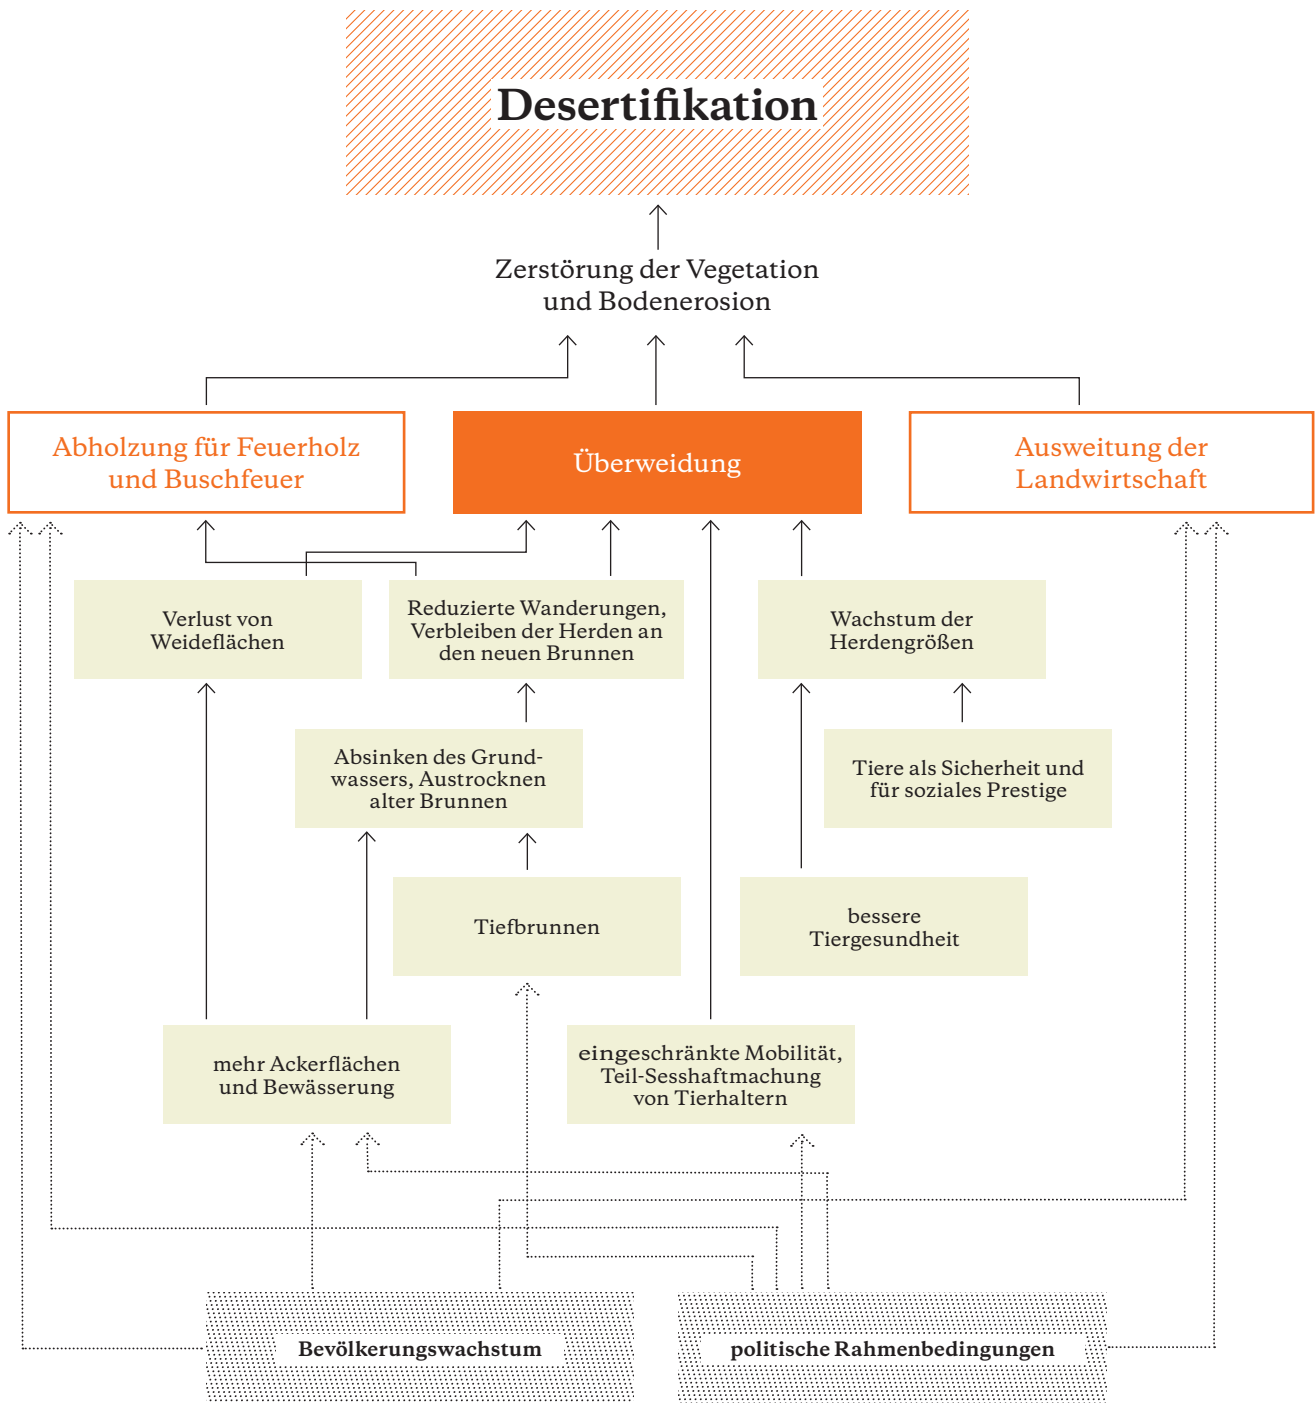 Desertifikation
Zerstörung der Vegetation
und Bodenerosion
Abholzung für Feuerholz
und Buschfeuer
Überweidung
Ausweitung der
Landwirtschaft
Verlust von
Weideflächen
Reduzierte Wanderungen,
Verbleiben der Herden an
den neuen Brunnen
Wachstum der
Herdengrößen
Absinken des Grund-
wassers, Austrocknen
alter Brunnen
Tiere als Sicherheit und
für soziales Prestige
Tiefbrunnen
bessere
Tiergesundheit
mehr Ackerflächen
und Bewässerung
eingeschränkte Mobilität,
Teil-Sesshaftmachung
von Tierhaltern
Bevölkerungswachstum
politische Rahmenbedingungen